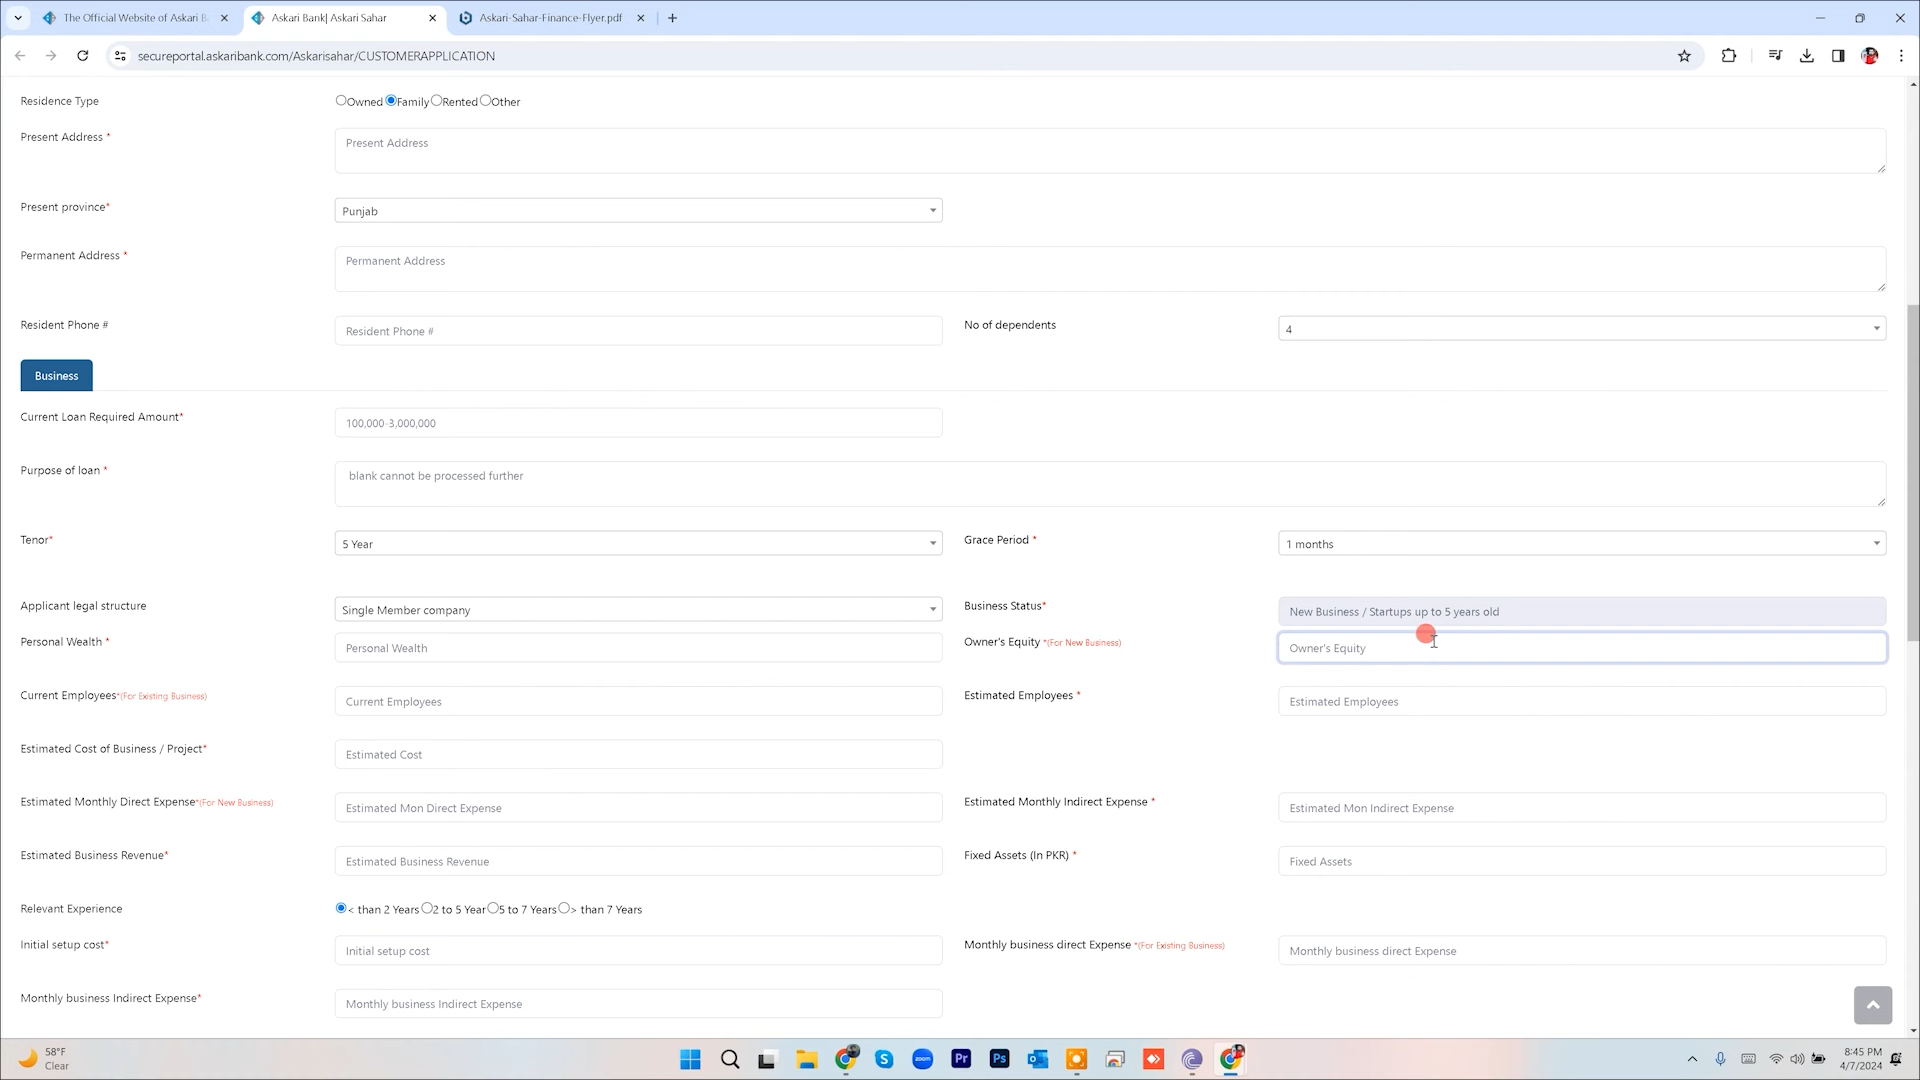 The Official Website of Askari B
Askari Bank| Askari Sahar
Askari-Sahar-Finance-Flyer.pdf
secureportal.askaribank.com/Askarisahar/CUSTOMERAPPLICATION
Residence Type
Owned Family Rented Other
Present Address *
Present Address
Present province*
Punjab
Permanent Address *
Permanent Address
Resident Phone #
Resident Phone #
No of dependents
4
Business
Current Loan Required Amount*
100,000-3,000,000
Purpose of loan *
blank cannot be processed further
Tenor*
5 Year
Grace Period *
1 months
Applicant legal structure
Single Member company
Business Status*
New Business / Startups up to 5 years old
Personal Wealth *
Personal Wealth
Owner's Equity *(For New Business)
Owner's Equity
Current Employees*(For Existing Business)
Current Employees
Estimated Employees *
Estimated Employees
Estimated Cost of Business / Project*
Estimated Cost
Estimated Monthly Direct Expense*(For New Business)
Estimated Mon Direct Expense
Estimated Monthly Indirect Expense *
Estimated Mon Indirect Expense
Estimated Business Revenue*
Estimated Business Revenue
Fixed Assets (In PKR) *
Fixed Assets
Relevant Experience
< than 2 Years 2 to 5 Year 5 to 7 Years > than 7 Years
Initial setup cost*
Initial setup cost
Monthly business direct Expense *(For Existing Business)
Monthly business direct Expense
Monthly business Indirect Expense*
Monthly business Indirect Expense
58°F
Clear
zoom
Pr
Ps
8:45 PM
4/7/2024